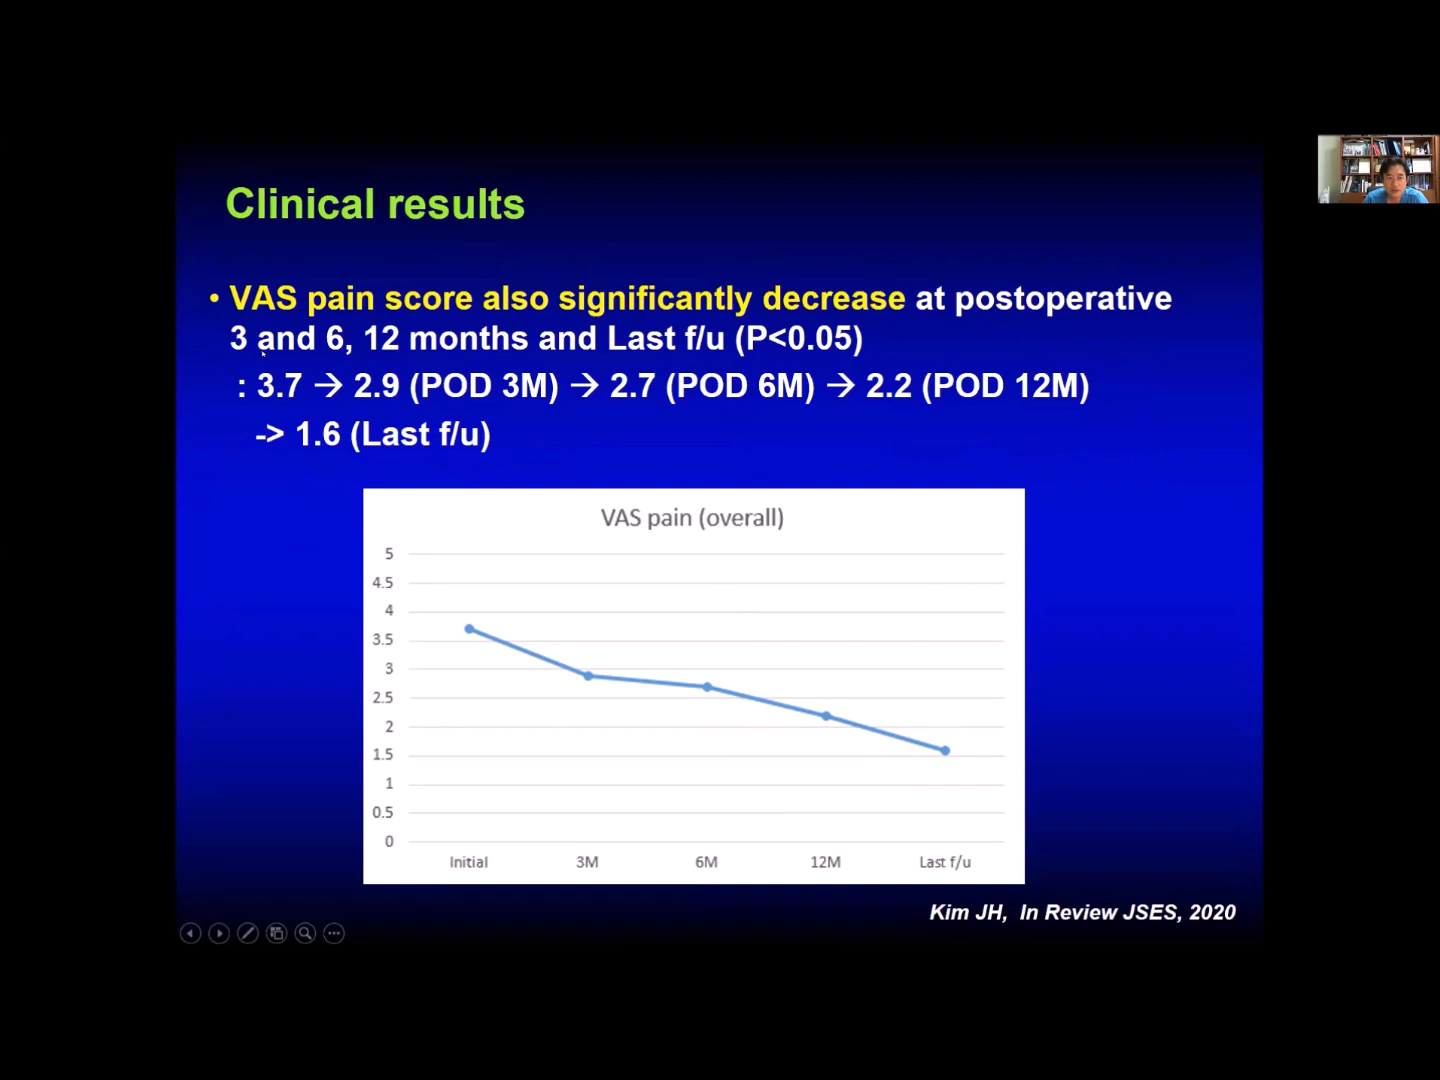 Clinical results
• VAS pain score also significantly decrease at postoperative
3 and 6, 12 months and Last f/u (P<0.05)
: 3.7 → 2.9 (POD 3M) → 2.7 (POD 6M) → 2.2 (POD 12M)
-> 1.6 (Last f/u)
VAS pain (overall)
5
4.5
4
3.5
3
2.5
2
1.5
1
0.5
0
Initial 3M 6M 12M Last f/u
Kim JH, In Review JSES, 2020